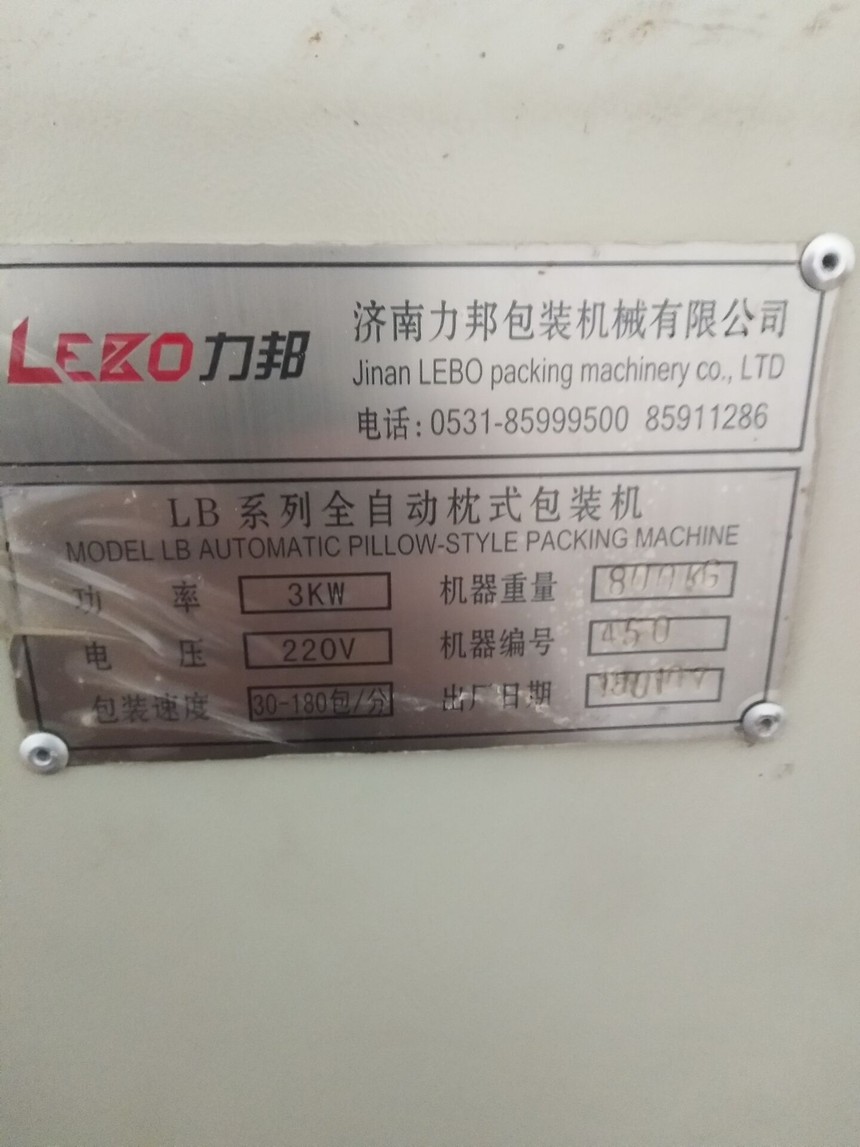 LEBO力邦
济南力邦包装机械有限公司
Jinan LEBO packing machinery co., LTD
电话:0531-85999500 85911286
LB 系列全自动枕式包装机
MODEL LB AUTOMATIC PILLOW-STYLE PACKING MACHINE
功率 3KW 机器重量 800KG
电压 220V 机器编号 450
包装速度 30-180包/分 出厂日期